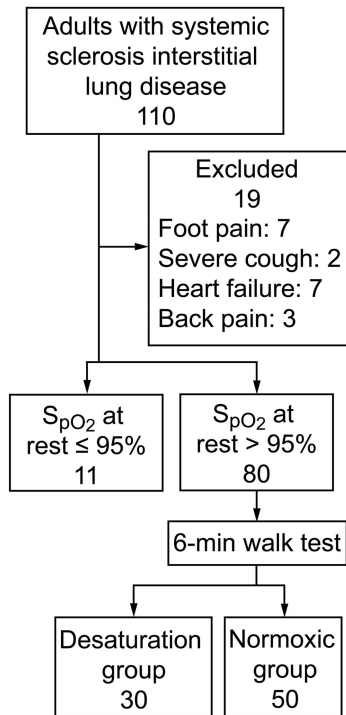 Adults with systemic
sclerosis interstitial
lung disease
110
Excluded
19
Foot pain: 7
Severe cough: 2
Heart failure: 7
Back pain: 3
SpO2 at
rest ≤ 95%
11
SpO2 at
rest > 95%
80
6-min walk test
Desaturation
group
30
Normoxic
group
50